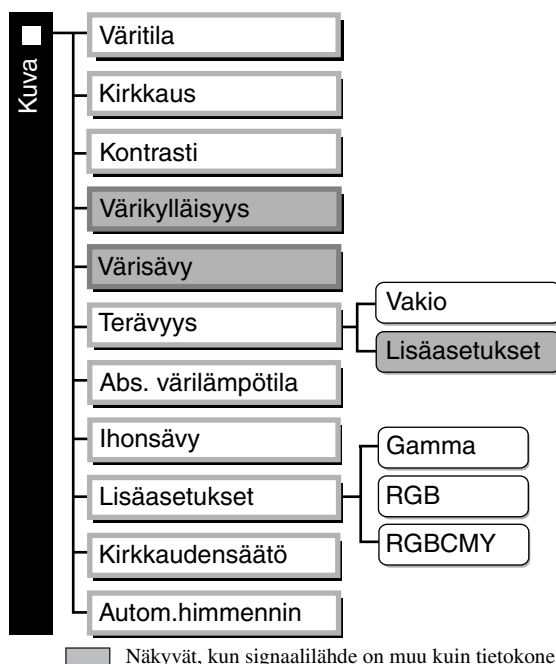 Kuva
Väritila
Kirkkaus
Kontrasti
Värikylläisyys
Värisävy
Terävyys
Vakio
Lisäasetukset
Abs. värilämpötila
Ihonsävy
Lisäasetukset
Gamma
RGB
RGBCMY
Kirkkaudensäätö
Autom.himmennin
Näkyvät, kun signaalilähde on muu kuin tietokone